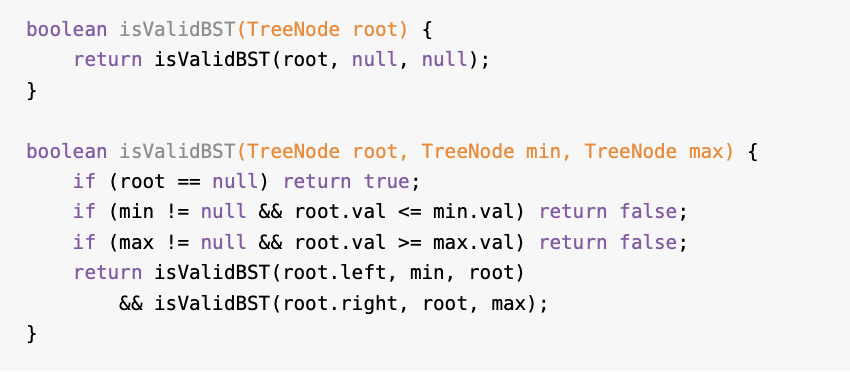 boolean isValidBST(TreeNode root) {
    return isValidBST(root, null, null);
}

boolean isValidBST(TreeNode root, TreeNode min, TreeNode max) {
    if (root == null) return true;
    if (min != null && root.val <= min.val) return false;
    if (max != null && root.val >= max.val) return false;
    return isValidBST(root.left, min, root)
        && isValidBST(root.right, root, max);
}